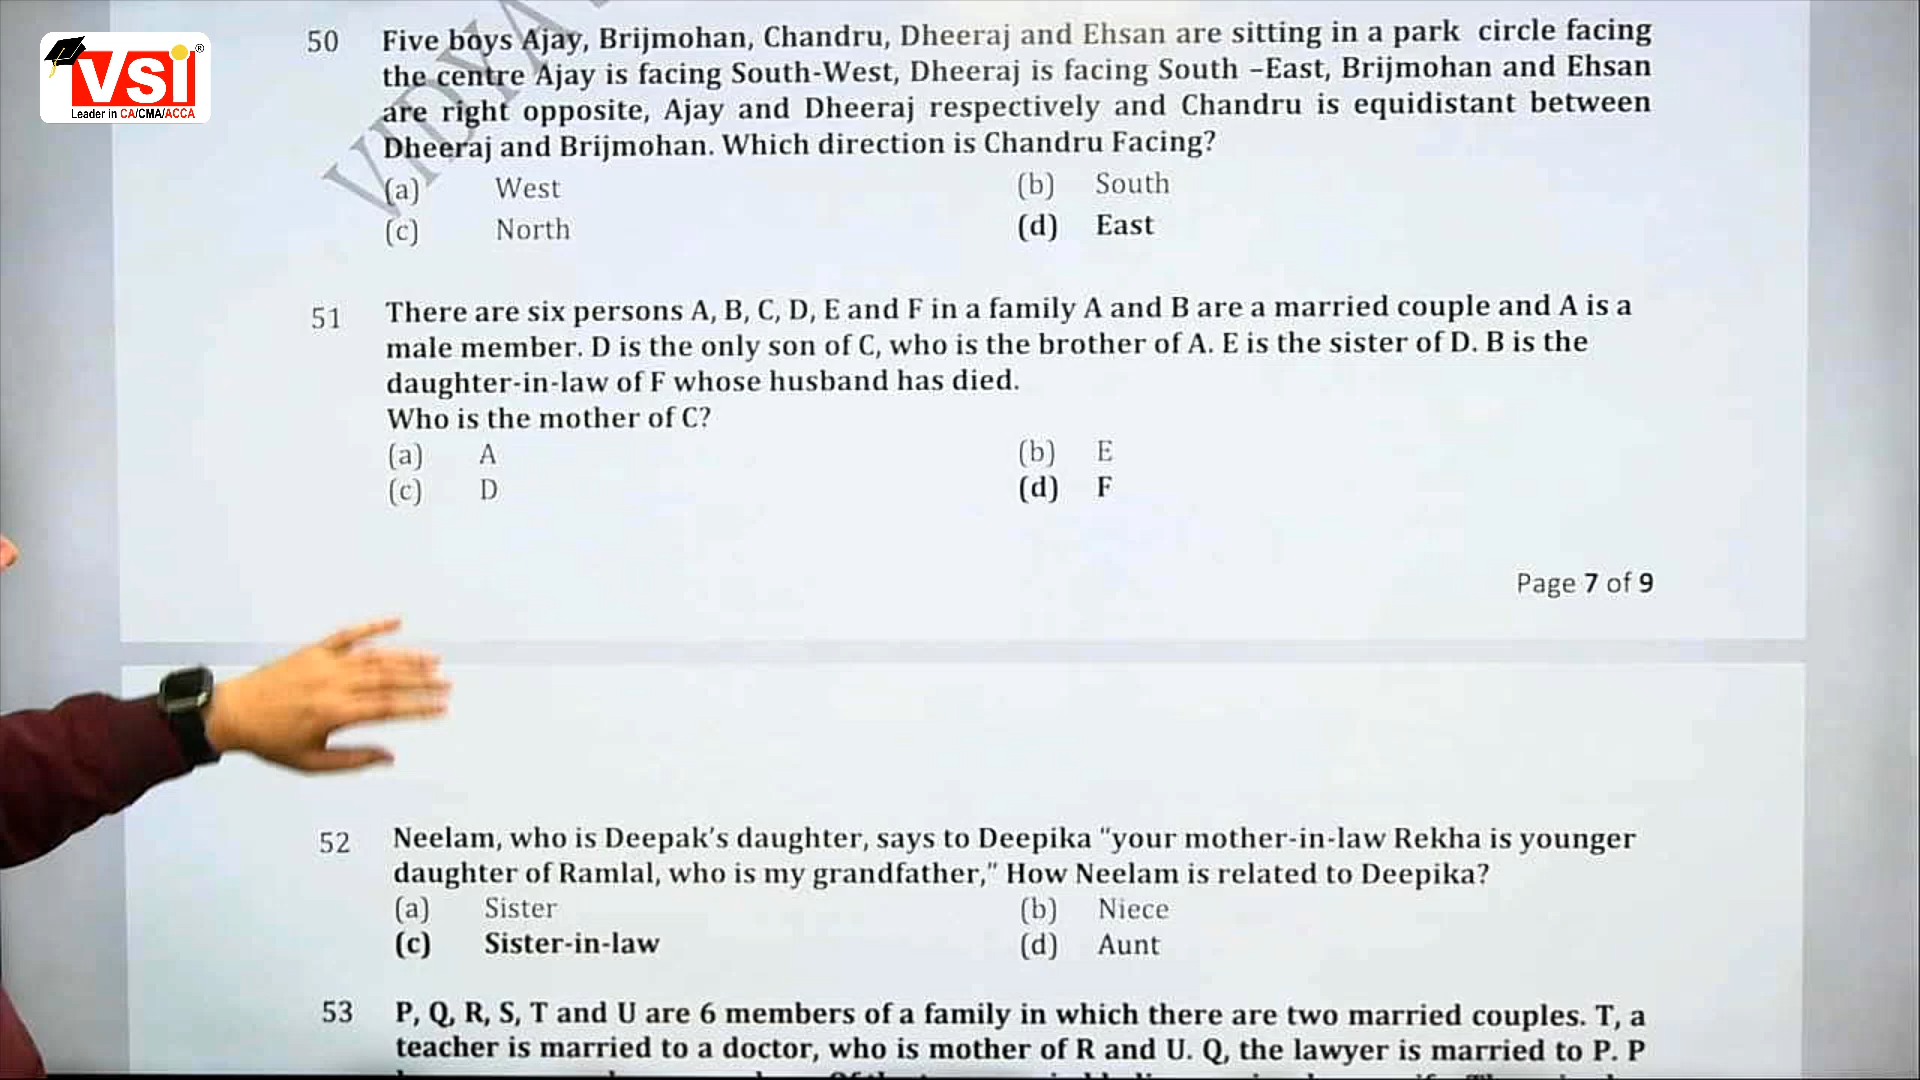 50 Five boys Ajay, Brijmohan, Chandru, Dheeraj and Ehsan are sitting in a park circle facing
the centre Ajay is facing South-West, Dheeraj is facing South –East, Brijmohan and Ehsan
are right opposite, Ajay and Dheeraj respectively and Chandru is equidistant between
Dheeraj and Brijmohan. Which direction is Chandru Facing?
(a) West (b) South
(c) North (d) East
VSI®
Leader in CA/CMA/ACCA
VIDYA
51 There are six persons A, B, C, D, E and F in a family A and B are a married couple and A is a
male member. D is the only son of C, who is the brother of A. E is the sister of D. B is the
daughter-in-law of F whose husband has died.
Who is the mother of C?
(a) A (b) E
(c) D (d) F
Page 7 of 9
52 Neelam, who is Deepak's daughter, says to Deepika "your mother-in-law Rekha is younger
daughter of Ramlal, who is my grandfather," How Neelam is related to Deepika?
(a) Sister (b) Niece
(c) Sister-in-law (d) Aunt
53 P, Q, R, S, T and U are 6 members of a family in which there are two married couples. T, a
teacher is married to a doctor, who is mother of R and U. Q, the lawyer is married to P. P